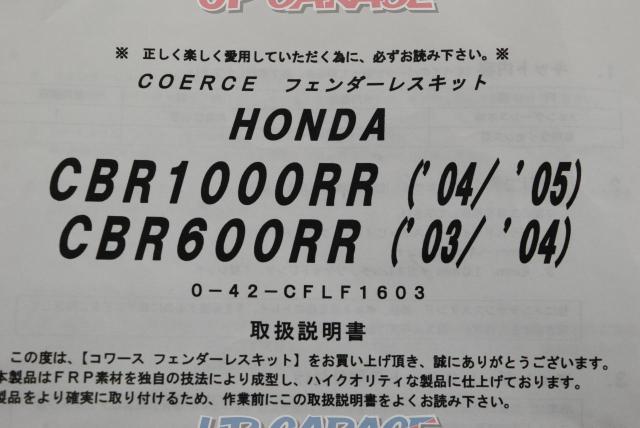 UP GARAGE
※ 正しく楽しく愛用していただく為に、必ずお読み下さい。※
COERCE フェンダーレスキット
HONDA
CBR1000RR ('04/ '05)
CBR600RR ('03/ '04)
0-42-CFLF1603
取扱説明書
この度は、【コワース フェンダーレスキット】をお買い上げ頂き、誠にありがとうございます。
本製品はFRP素材を独自の技法により成型し、ハイクオリティな製品に仕上げております。
製品をより確実に取り付けるため、作業前にこの取扱説明書をよくお読み下さい。
UP GARAGE